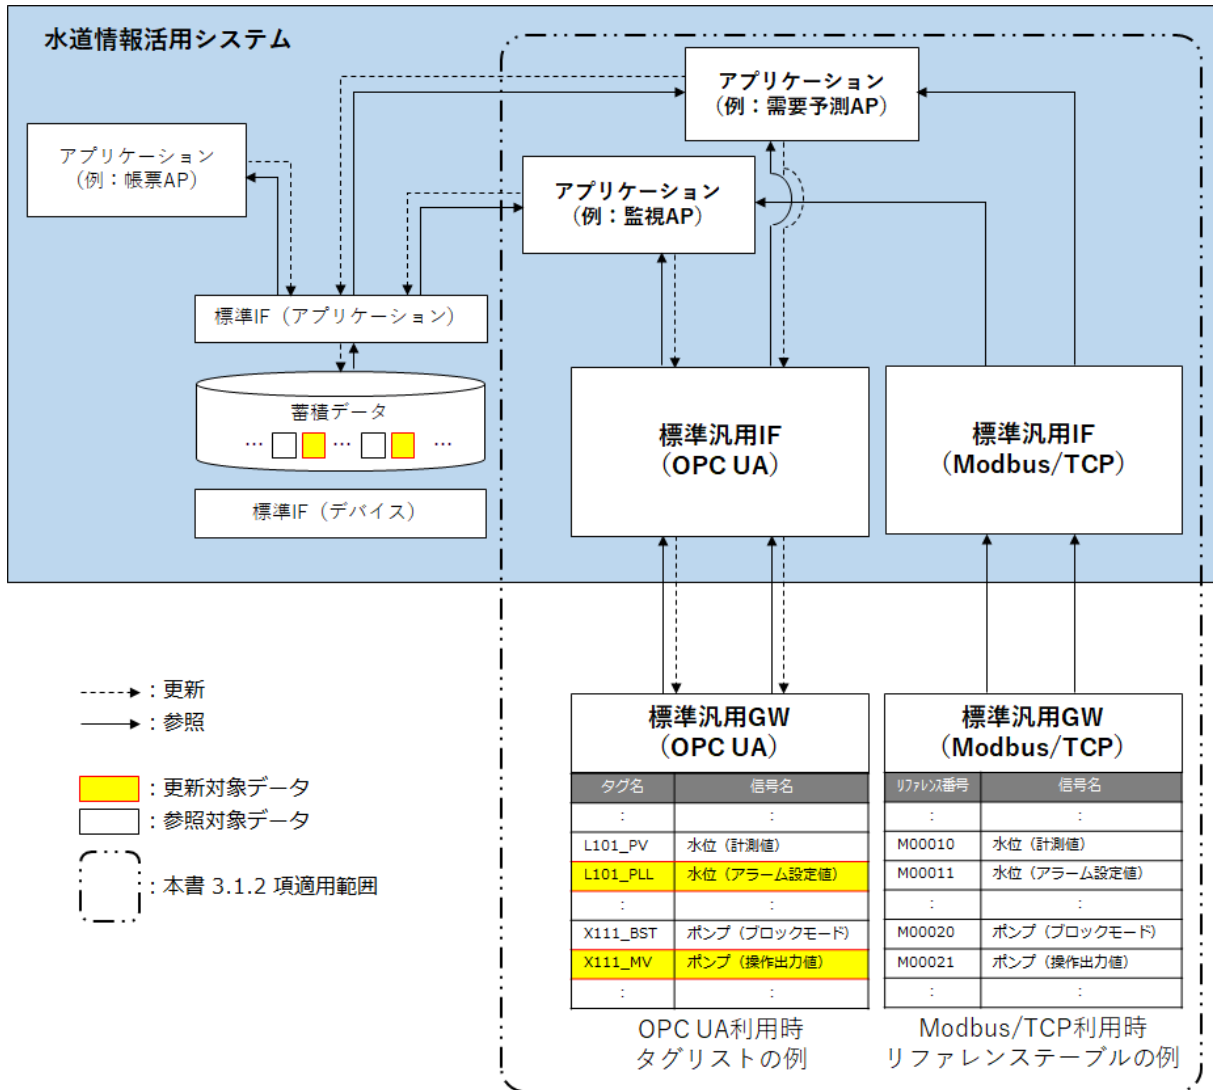 水道情報活用システム
アプリケーション
（例：需要予測AP）
アプリケーション
（例：帳票AP）
アプリケーション
（例：監視AP）
標準IF（アプリケーション）
蓄積データ
… … …
標準IF（デバイス）
標準汎用IF
（OPC UA）
標準汎用IF
（Modbus/TCP）
：更新
：参照
：更新対象データ
：参照対象データ
：本書 3.1.2 項適用範囲
標準汎用GW
（OPC UA）
タグ名 信号名
： ：
L101_PV 水位（計測値）
L101_PLL 水位（アラーム設定値）
： ：
X111_BST ポンプ（ブロックモード）
X111_MV ポンプ（操作出力値）
： ：
OPC UA利用時
タグリストの例
標準汎用GW
（Modbus/TCP）
リファレンス番号 信号名
： ：
M00010 水位（計測値）
M00011 水位（アラーム設定値）
： ：
M00020 ポンプ（ブロックモード）
M00021 ポンプ（操作出力値）
： ：
Modbus/TCP利用時
リファレンステーブルの例